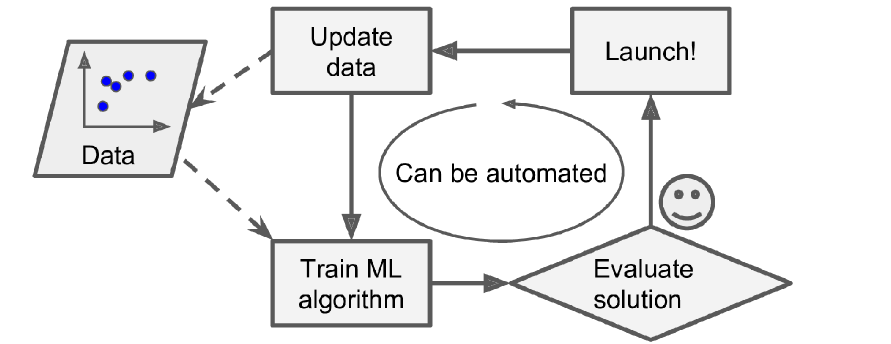 Update
data
Launch!
Data
Can be automated
Train ML
algorithm
Evaluate
solution